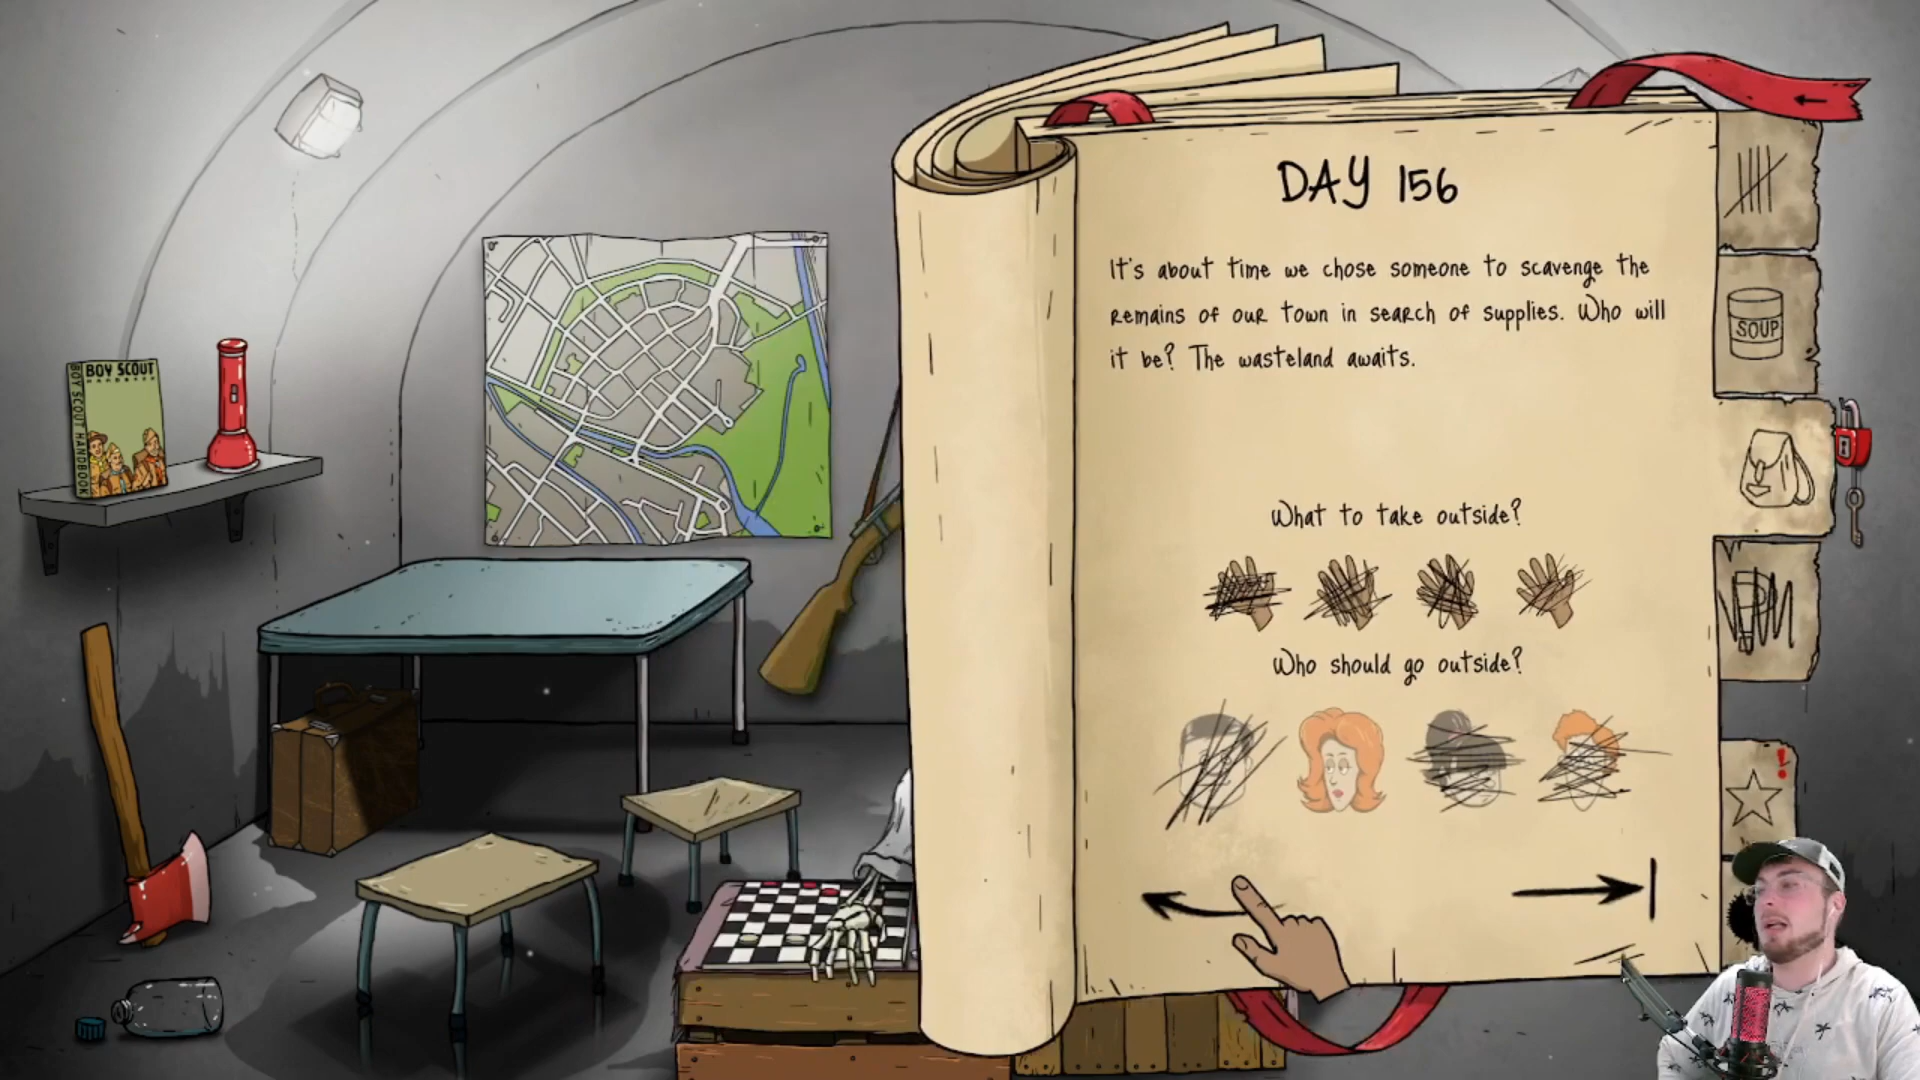 BOY SCOUT
HANDBOOK
BOY SCOUT HANDBOOK
DAY 156
It's about time we chose someone to scavenge the
remains of our town in search of supplies. Who will
it be? The wasteland awaits.
What to take outside?
Who should go outside?
SOUP